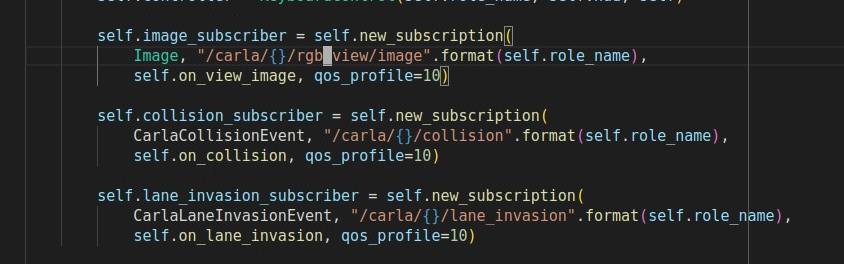 self.image_subscriber = self.new_subscription(
Image, "/carla/{}/rgb_view/image".format(self.role_name),
self.on_view_image, qos_profile=10)
self.collision_subscriber = self.new_subscription(
CarlaCollisionEvent, "/carla/{}/collision".format(self.role_name),
self.on_collision, qos_profile=10)
self.lane_invasion_subscriber = self.new_subscription(
CarlaLaneInvasionEvent, "/carla/{}/lane_invasion".format(self.role_name),
self.on_lane_invasion, qos_profile=10)